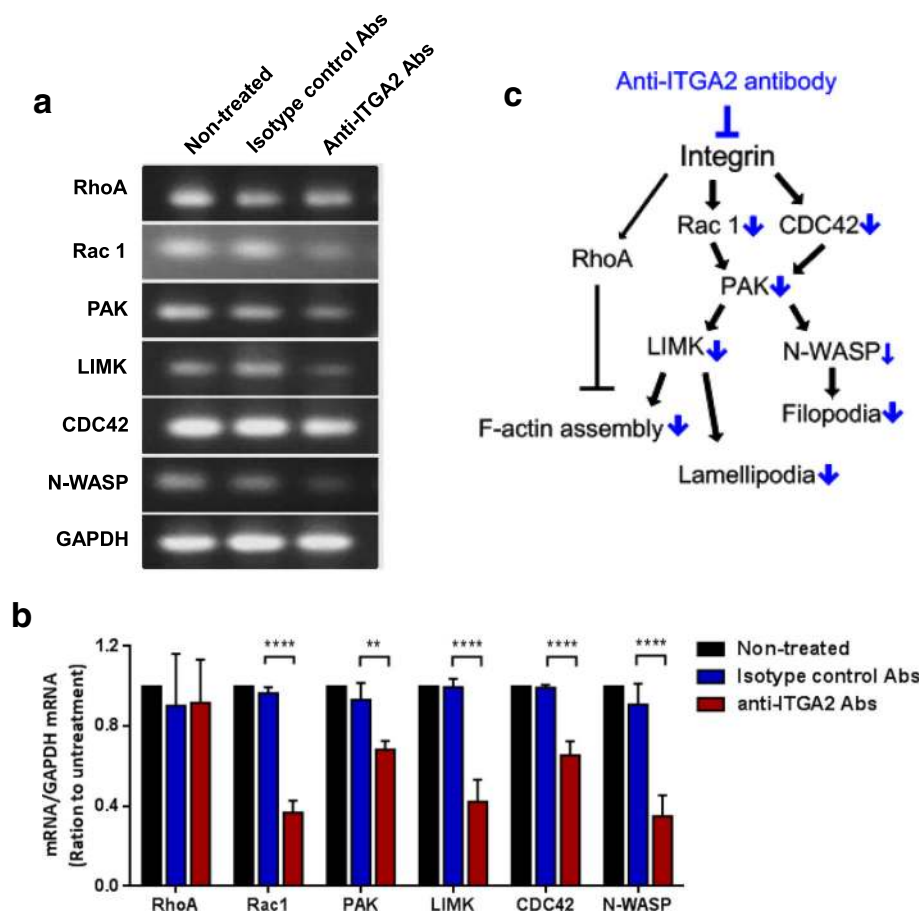 a
Non-treated
Isotype control Abs
Anti-ITGA2 Abs
RhoA
Rac 1
PAK
LIMK
CDC42
N-WASP
GAPDH
c
Anti-ITGA2 antibody
Integrin
Rac 1 CDC42
RhoA
PAK
LIMK
N-WASP
F-actin assembly
Filopodia
Lamellipodia
b
mRNA/GAPDH mRNA
(Ration to untreatment)
1.2
0.8
0.4
0.0
**** ** **** **** ****
RhoA Rac1 PAK LIMK CDC42 N-WASP
Non-treated
Isotype control Abs
anti-ITGA2 Abs